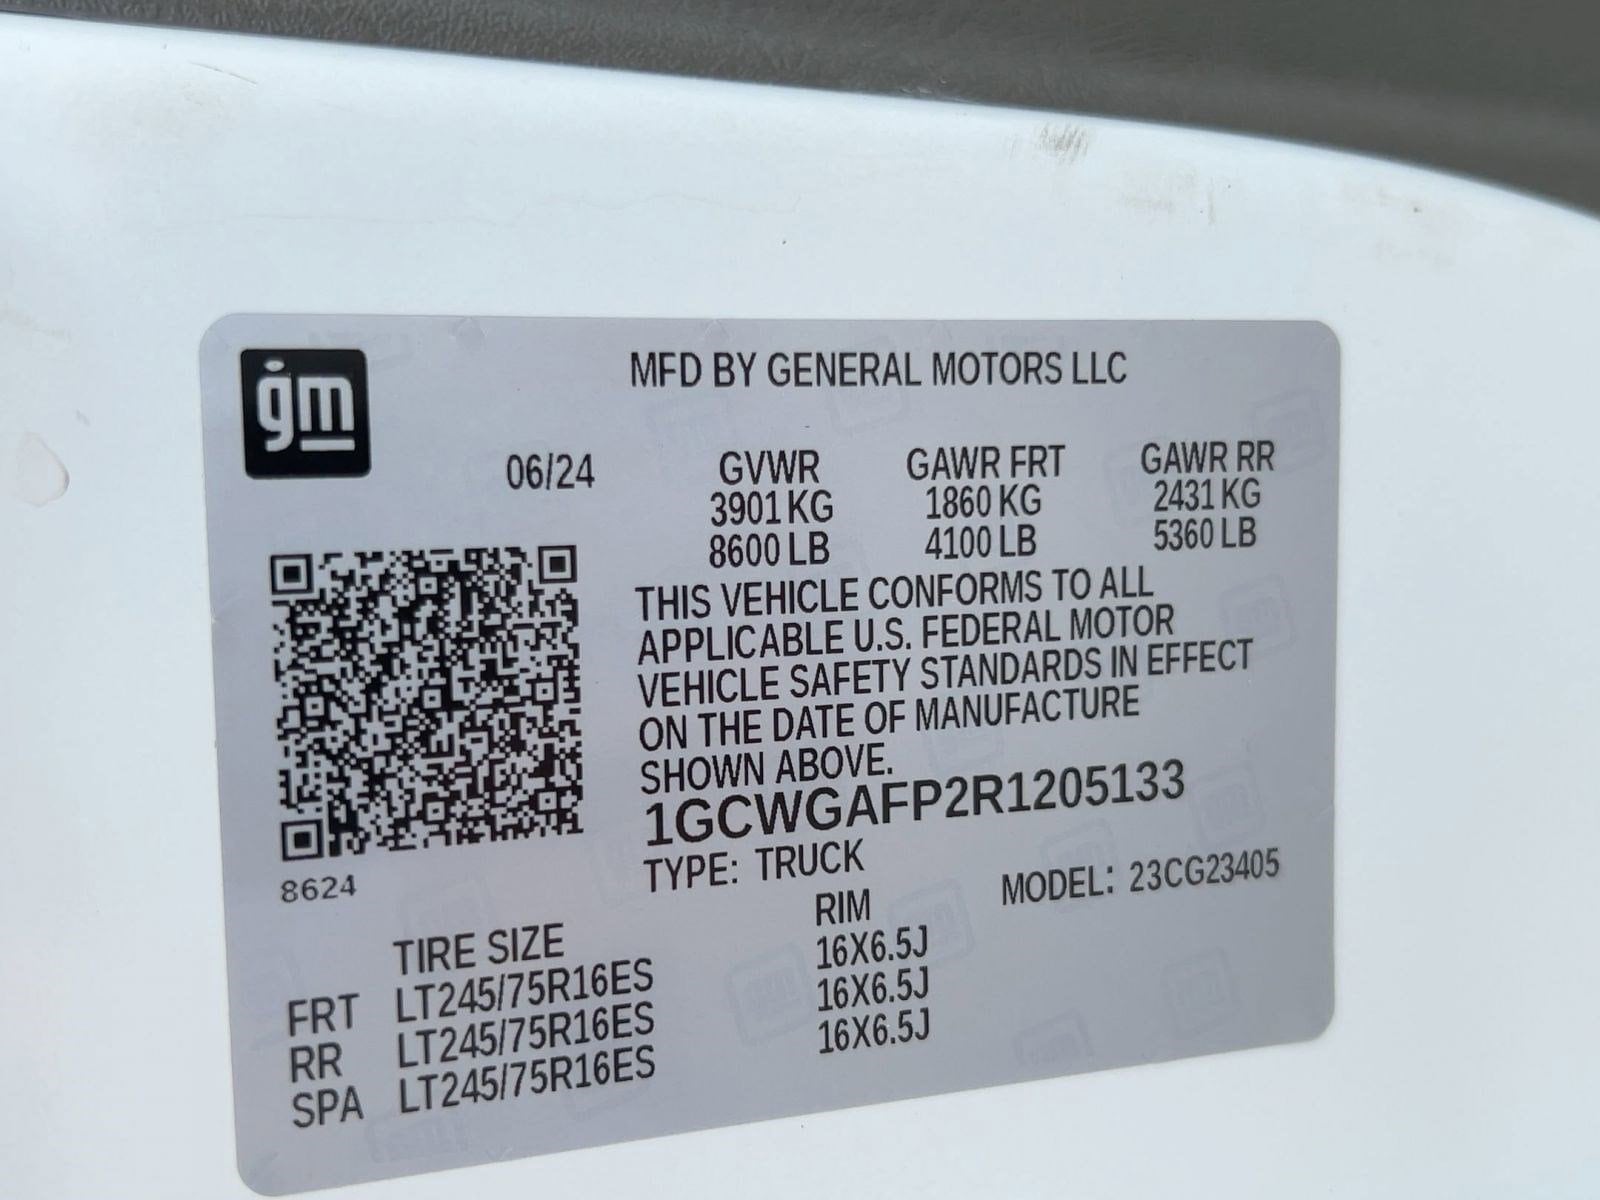 gm
MFD BY GENERAL MOTORS LLC
06/24
GVWR GAWR FRT GAWR RR
3901 KG 1860 KG 2431 KG
8600 LB 4100 LB 5360 LB
THIS VEHICLE CONFORMS TO ALL
APPLICABLE U.S. FEDERAL MOTOR
VEHICLE SAFETY STANDARDS IN EFFECT
ON THE DATE OF MANUFACTURE
SHOWN ABOVE.
1GCWGAFP2R1205133
TYPE: TRUCK MODEL: 23CG23405
8624
TIRE SIZE RIM
FRT LT245/75R16ES 16X6.5J
RR LT245/75R16ES 16X6.5J
SPA LT245/75R16ES 16X6.5J